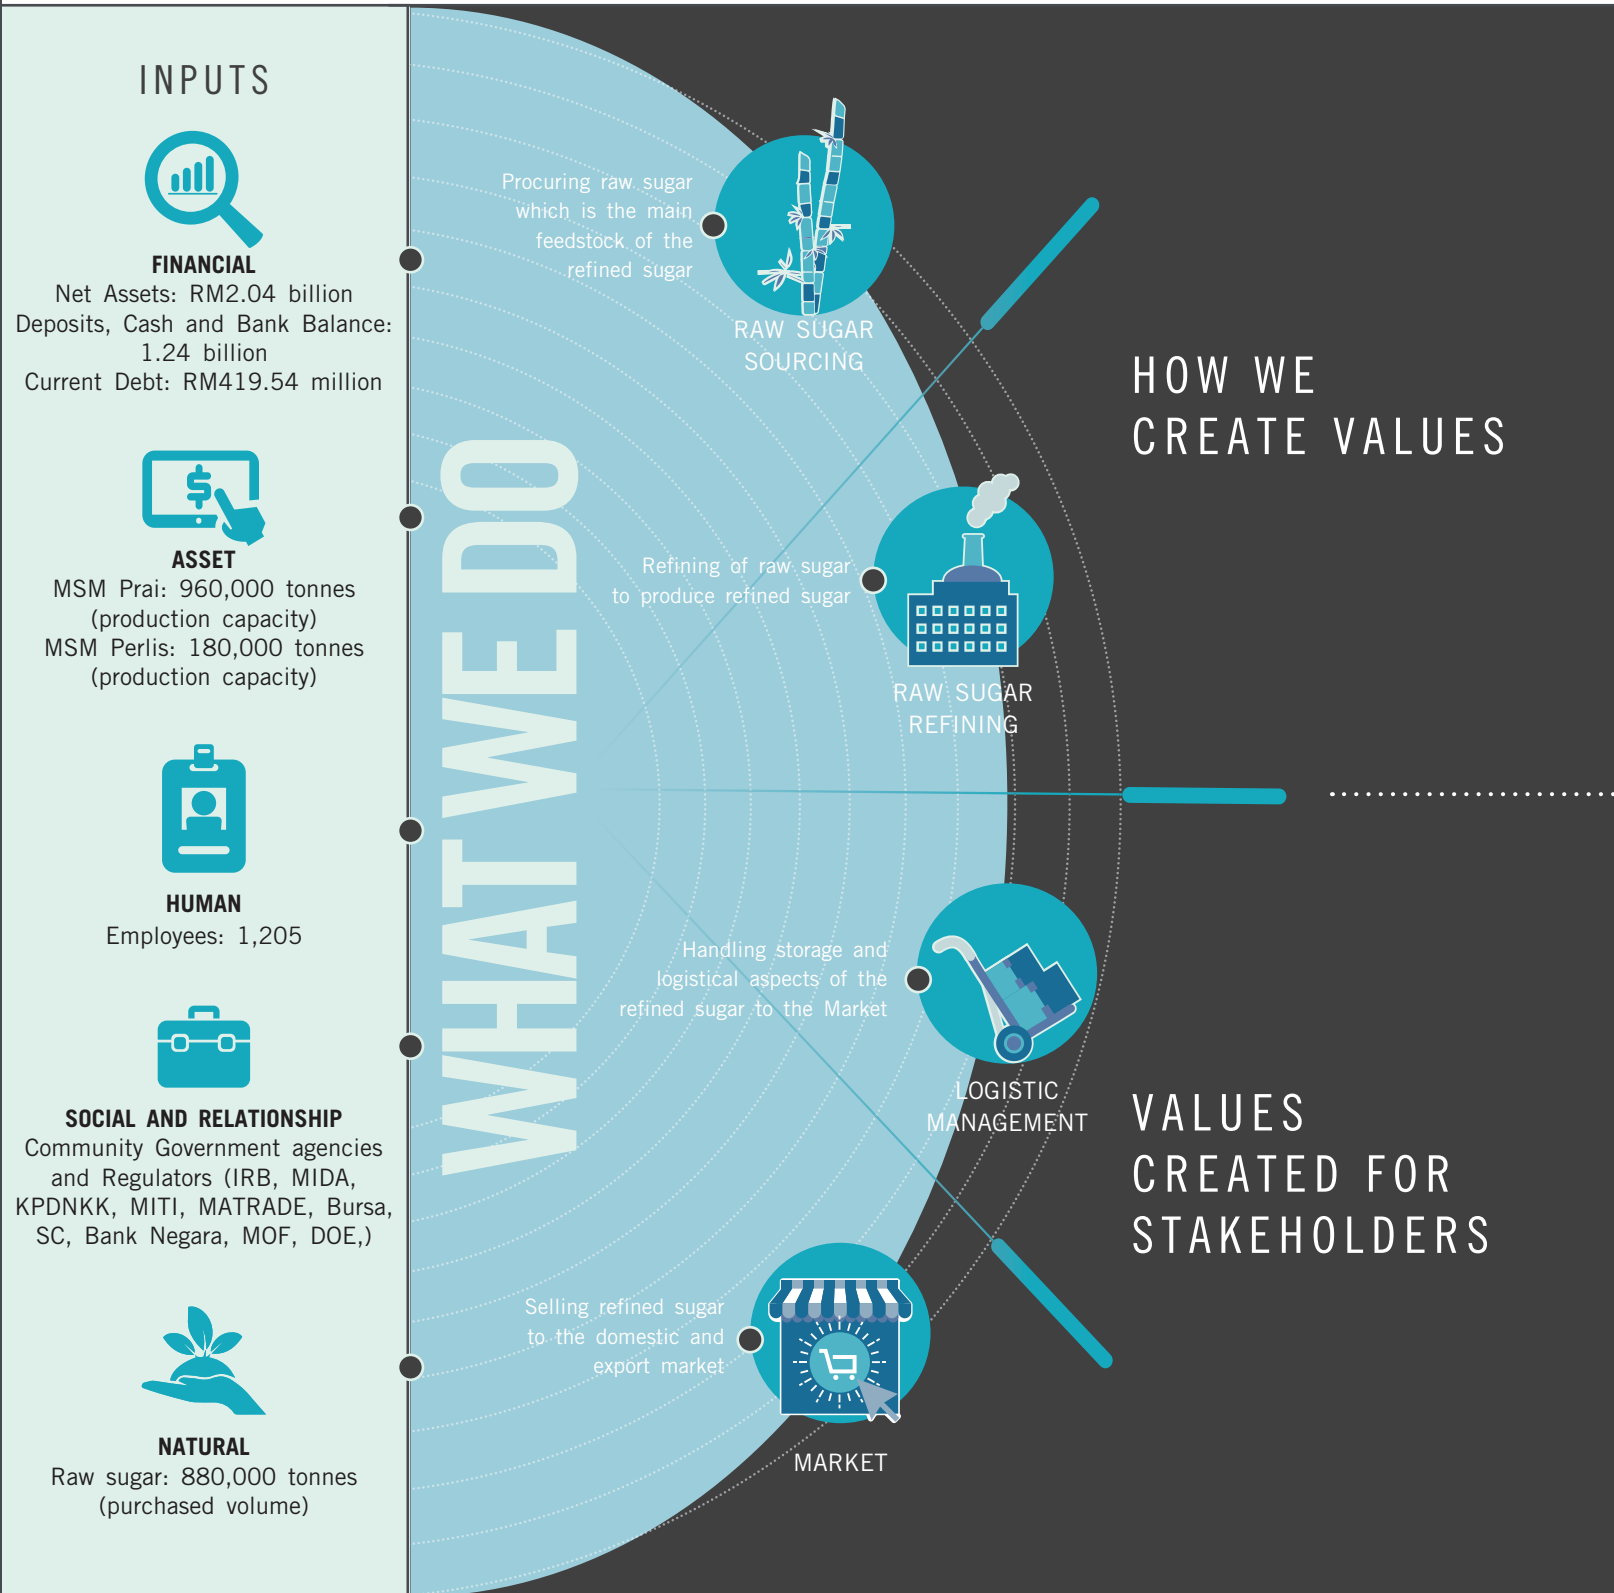 INPUTS
FINANCIAL
Net Assets: RM2.04 billion
Deposits, Cash and Bank Balance:
1.24 billion
Current Debt: RM419.54 million
ASSET
MSM Prai: 960,000 tonnes
(production capacity)
MSM Perlis: 180,000 tonnes
(production capacity)
HUMAN
Employees: 1,205
SOCIAL AND RELATIONSHIP
Community Government agencies
and Regulators (IRB, MIDA,
KPDNKK, MITI, MATRADE, Bursa,
SC, Bank Negara, MOF, DOE,)
NATURAL
Raw sugar: 880,000 tonnes
(purchased volume)
WHAT WE DO
Procuring raw sugar
which is the main
feedstock of the
refined sugar
RAW SUGAR
SOURCING
Refining of raw sugar
to produce refined sugar
RAW SUGAR
REFINING
Handling storage and
logistical aspects of the
refined sugar to the Market
LOGISTIC
MANAGEMENT
Selling refined sugar
to the domestic and
export market
MARKET
HOW WE
CREATE VALUES
VALUES
CREATED FOR
STAKEHOLDERS